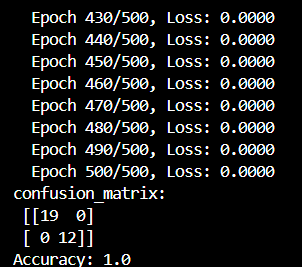 Epoch 430/500, Loss: 0.0000
Epoch 440/500, Loss: 0.0000
Epoch 450/500, Loss: 0.0000
Epoch 460/500, Loss: 0.0000
Epoch 470/500, Loss: 0.0000
Epoch 480/500, Loss: 0.0000
Epoch 490/500, Loss: 0.0000
Epoch 500/500, Loss: 0.0000
confusion_matrix:
[[19  0]
[ 0 12]]
Accuracy: 1.0